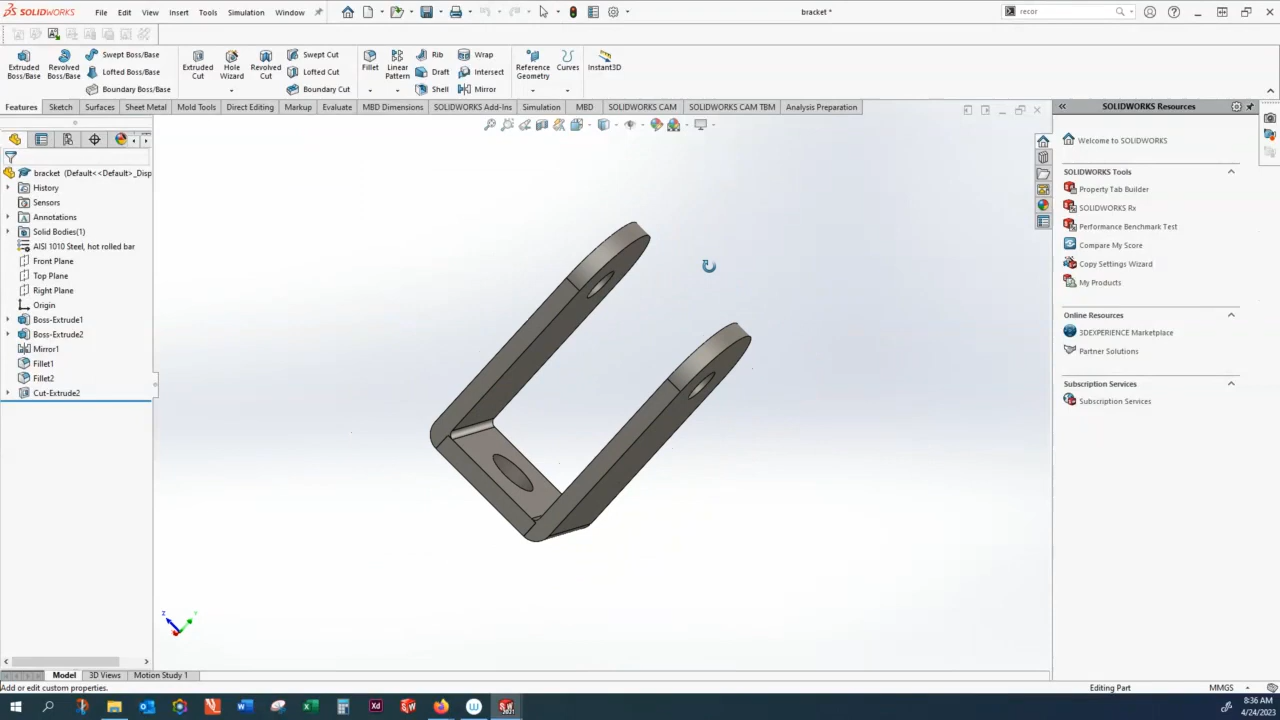 SOLIDWORKS File Edit View Insert Tools Simulation Window bracket * recor
Extruded Boss/Base
Revolved Boss/Base
Swept Boss/Base
Lofted Boss/Base
Boundary Boss/Base
Extruded Cut
Hole Wizard
Revolved Cut
Swept Cut
Lofted Cut
Boundary Cut
Fillet
Linear Pattern
Rib
Draft
Shell
Wrap
Intersect
Mirror
Reference Geometry
Curves
Instant3D
Features Sketch Surfaces Sheet Metal Mold Tools Direct Editing Markup Evaluate MBD Dimensions SOLIDWORKS Add-Ins Simulation MBD SOLIDWORKS CAM SOLIDWORKS CAM TBM Analysis Preparation
bracket (Default<<Default>_Disp
History
Sensors
Annotations
Solid Bodies(1)
AISI 1010 Steel, hot rolled bar
Front Plane
Top Plane
Right Plane
Origin
Boss-Extrude1
Boss-Extrude2
Mirror1
Fillet1
Fillet2
Cut-Extrude2
z
Y
SOLIDWORKS Resources
Welcome to SOLIDWORKS
SOLIDWORKS Tools
Property Tab Builder
SOLIDWORKS Rx
Performance Benchmark Test
Compare My Score
Copy Settings Wizard
My Products
Online Resources
3DEXPERIENCE Marketplace
Partner Solutions
Subscription Services
Subscription Services
Model 3D Views Motion Study 1
Add or edit custom properties. Editing Part MMGS
8:36 AM
4/24/2023